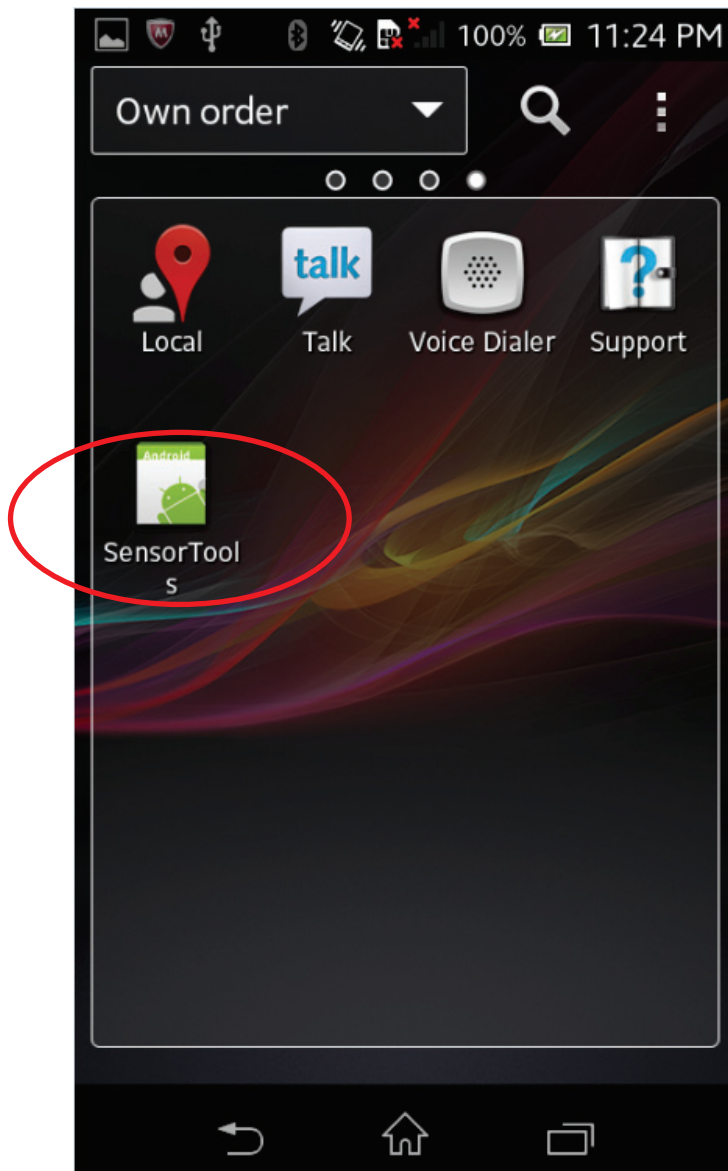 100% 11:24 PM
Own order
talk
Local Talk Voice Dialer Support
Android
SensorTool
s